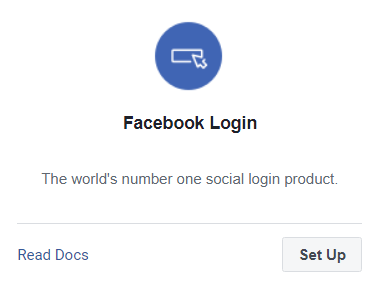 Facebook Login
The world's number one social login product.
Read Docs
Set Up